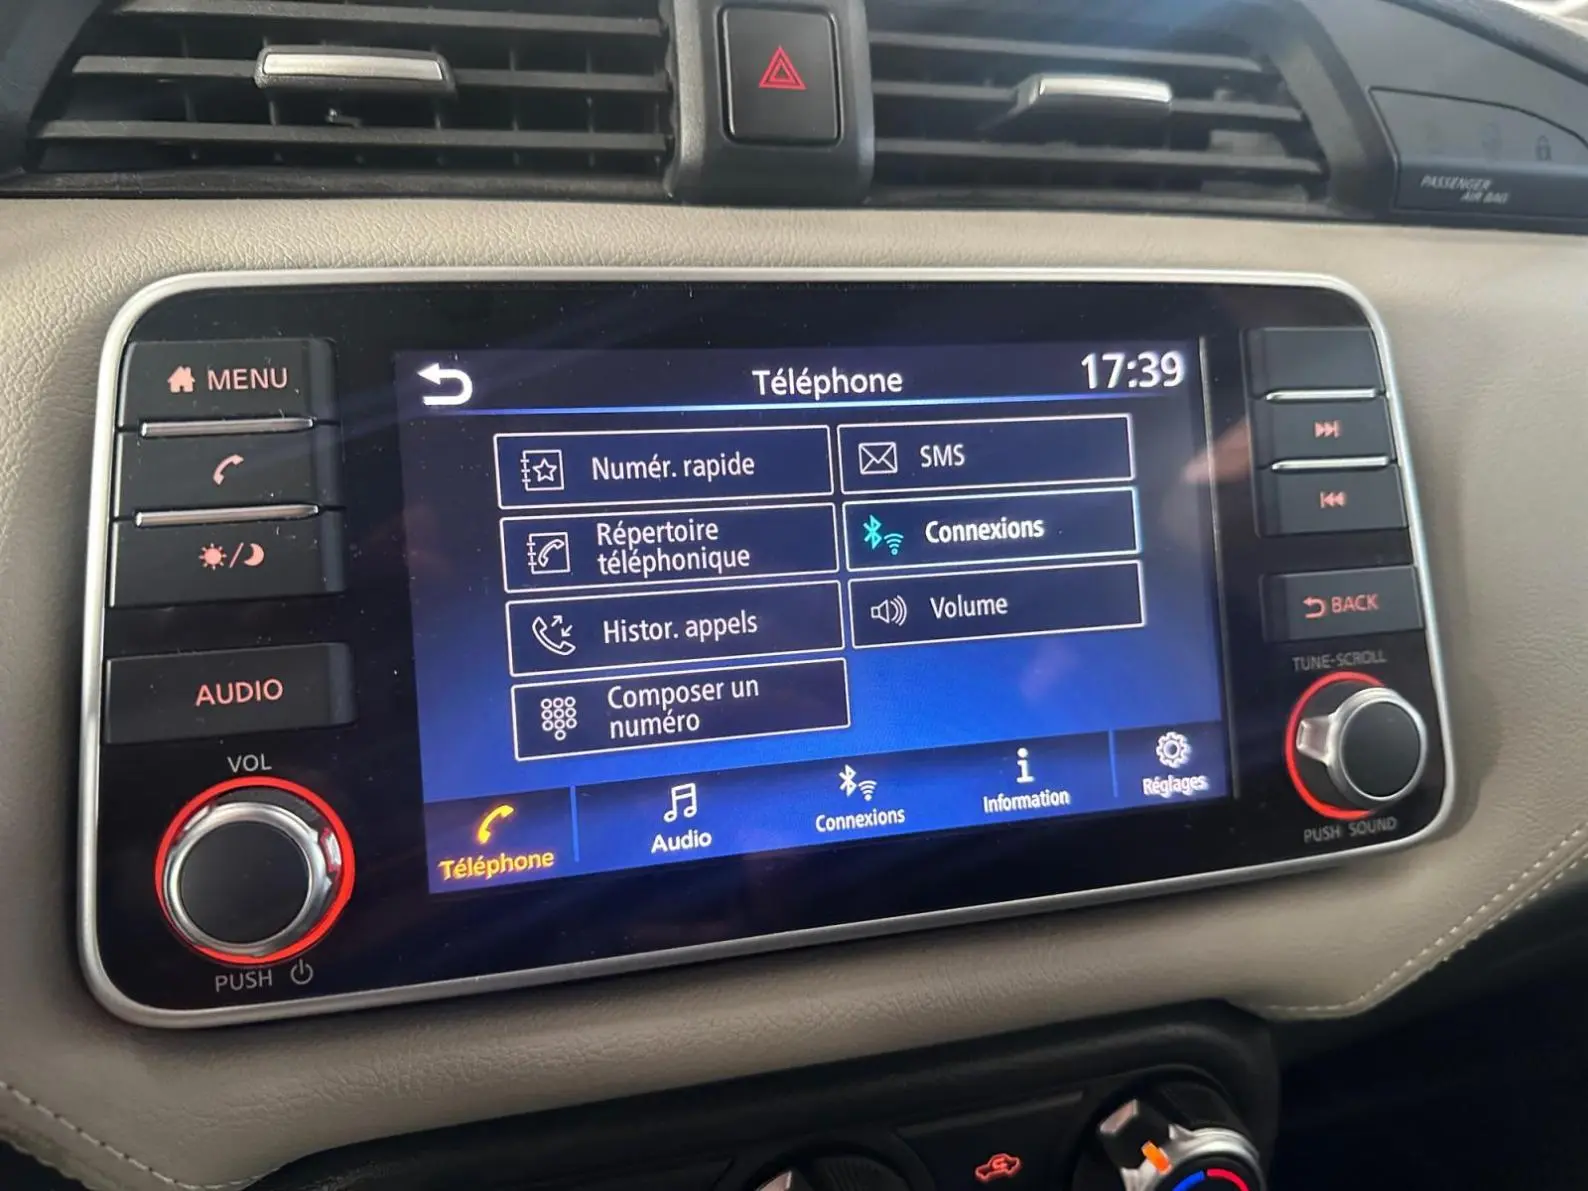 PASSENGER
AIR BAG
MENU
AUDIO
VOL
PUSH
Téléphone
17:39
Numér. rapide
SMS
Répertoire
téléphonique
Connexions
Histor. appels
Volume
Composer un
numéro
Téléphone
Audio
Connexions
Information
Réglages
BACK
TUNE-SCROLL
PUSH SOUND